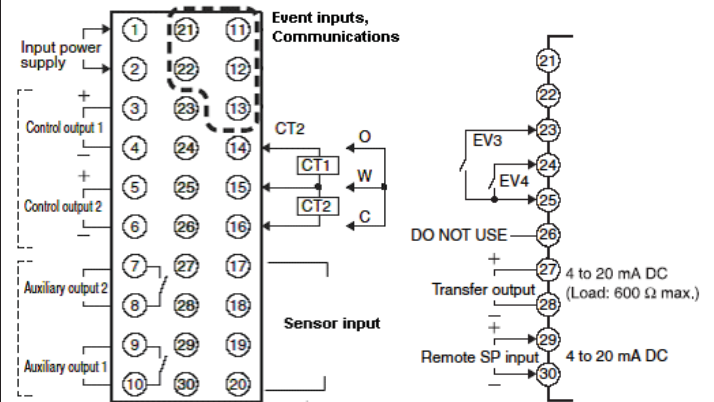 Event inputs,
Communications
Input power
supply
+
Control output 1
−
+
Control output 2
−
Auxiliary output 2
Auxiliary output 1
1 21 11
2 22 12
3 23 13
4 24 14
5 25 15
6 26 16
7 27 17
8 28 18
9 29 19
10 30 20
CT2
O
CT1
W
CT2
C
Sensor input
21
22
23
EV3
24
EV4
25
DO NOT USE 26
+
27 4 to 20 mA DC
Transfer output (Load: 600 Ω max.)
28
−
+
29
Remote SP input 4 to 20 mA DC
30
−